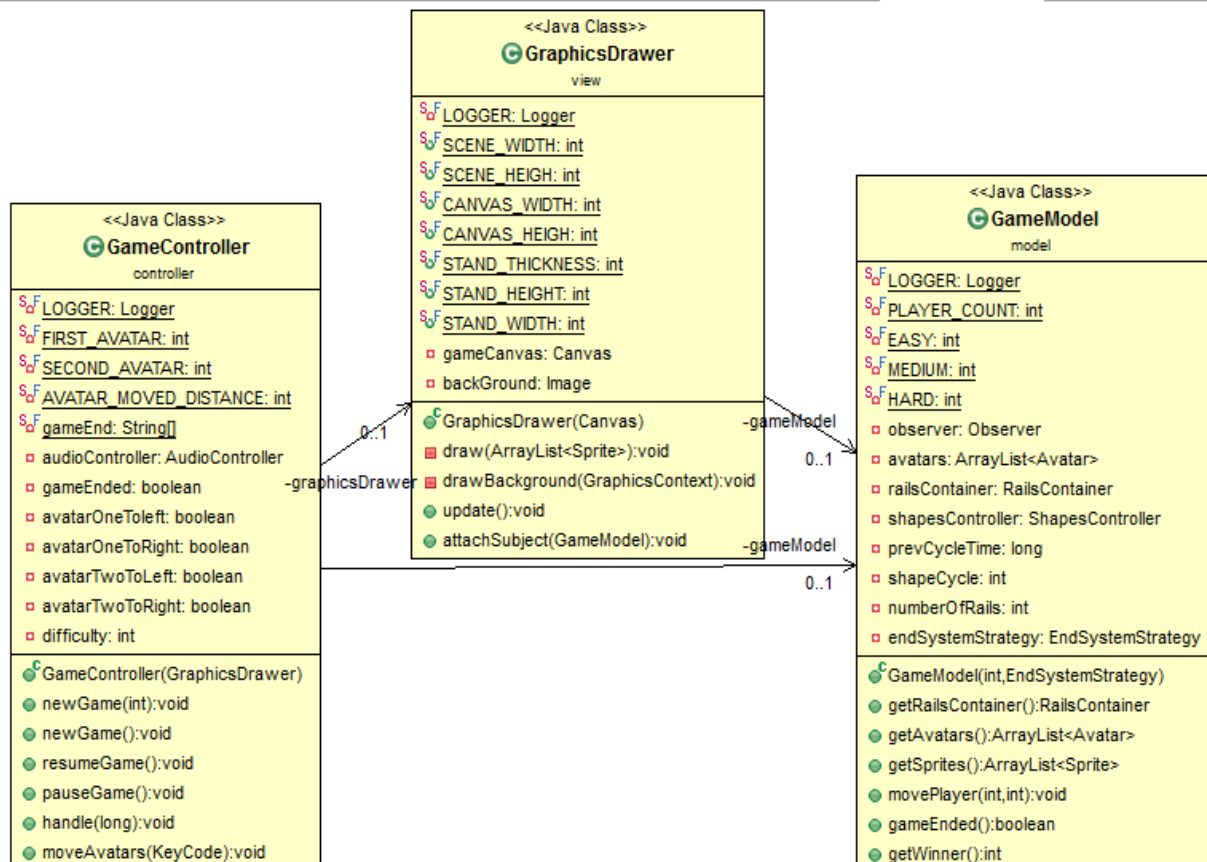 <<Java Class>>
GameController
controller
LOGGER: Logger
FIRST_AVATAR: int
SECOND_AVATAR: int
AVATAR_MOVED_DISTANCE: int
gameEnd: String[]
audioController: AudioController
gameEnded: boolean
avatarOneToleft: boolean
avatarOneToRight: boolean
avatarTwoToLeft: boolean
avatarTwoToRight: boolean
difficulty: int
GameController(GraphicsDrawer)
newGame(int):void
newGame():void
resumeGame():void
pauseGame():void
handle(long):void
moveAvatars(KeyCode):void
0..1
-graphicsDrawer
<<Java Class>>
GraphicsDrawer
view
LOGGER: Logger
SCENE_WIDTH: int
SCENE_HEIGH: int
CANVAS_WIDTH: int
CANVAS_HEIGH: int
STAND_THICKNESS: int
STAND_HEIGHT: int
STAND_WIDTH: int
gameCanvas: Canvas
backGround: Image
GraphicsDrawer(Canvas)
draw(ArrayList<Sprite>):void
drawBackground(GraphicsContext):void
update():void
attachSubject(GameModel):void
-gameModel
0..1
-gameModel
0..1
<<Java Class>>
GameModel
model
LOGGER: Logger
PLAYER_COUNT: int
EASY: int
MEDIUM: int
HARD: int
observer: Observer
avatars: ArrayList<Avatar>
railsContainer: RailsContainer
shapesController: ShapesController
prevCycleTime: long
shapeCycle: int
numberOfRails: int
endSystemStrategy: EndSystemStrategy
GameModel(int,EndSystemStrategy)
getRailsContainer():RailsContainer
getAvatars():ArrayList<Avatar>
getSprites():ArrayList<Sprite>
movePlayer(int,int):void
gameEnded():boolean
getWinner():int